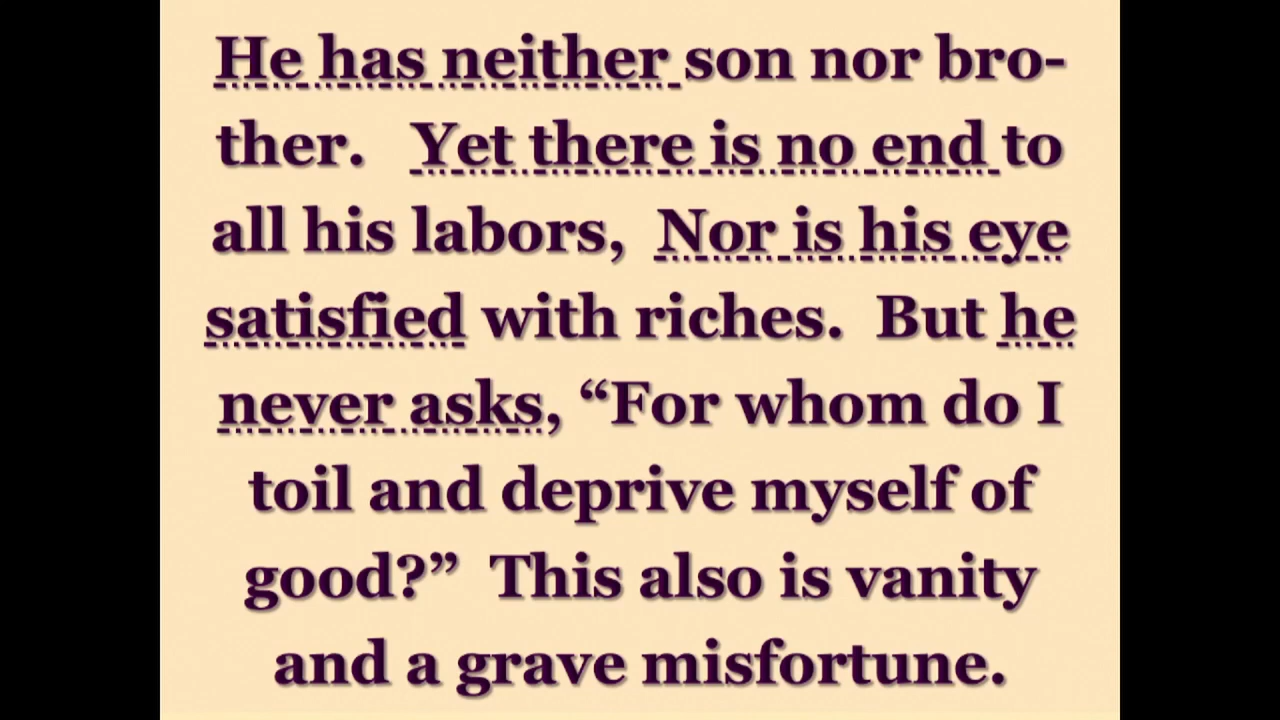 He has neither son nor bro-
ther. Yet there is no end to
all his labors, Nor is his eye
satisfied with riches. But he
never asks, “For whom do I
toil and deprive myself of
good?” This also is vanity
and a grave misfortune.